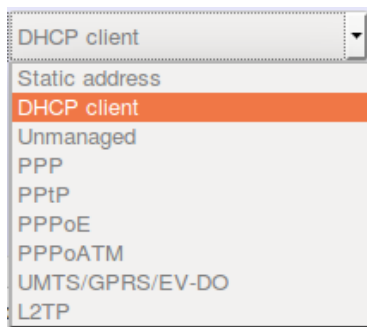 DHCP client
Static address
DHCP client
Unmanaged
PPP
PPtP
PPPoE
PPPoATM
UMTS/GPRS/EV-DO
L2TP